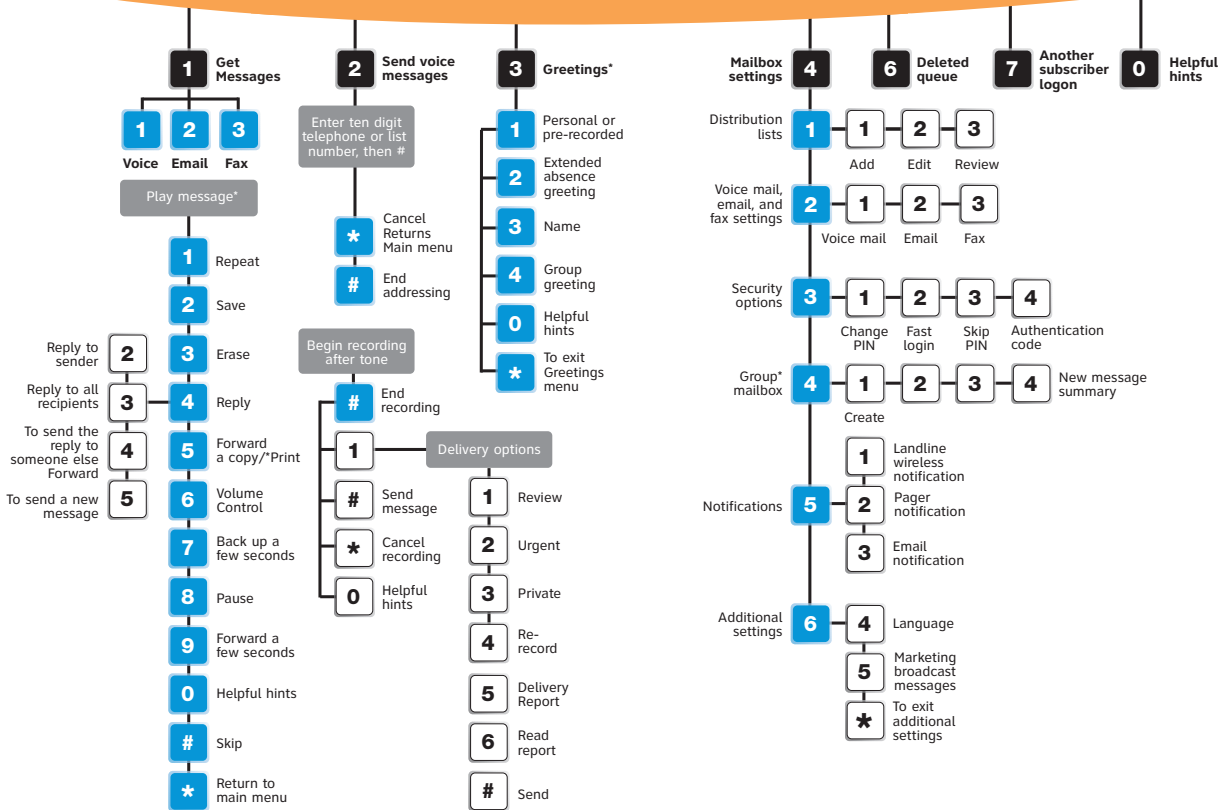 1 Get
Messages
1 2 3
Voice Email Fax
Play message*
1 Repeat
2 Save
3 Erase
4 Reply
2 Reply to
sender
3 Reply to all
recipients
4 To send the
reply to
someone else
Forward
5 To send a new
message
5 Forward
a copy/*Print
6 Volume
Control
7 Back up a
few seconds
8 Pause
9 Forward a
few seconds
0 Helpful hints
# Skip
* Return to
main menu
2 Send voice
messages
Enter ten digit
telephone or list
number, then #
* Cancel
Returns
Main menu
# End
addressing
Begin recording
after tone
# End
recording
1 Delivery options
# Send
message
* Cancel
recording
0 Helpful
hints
1 Review
2 Urgent
3 Private
4 Re-
record
5 Delivery
Report
6 Read
report
# Send
3 Greetings*
1 Personal or
pre-recorded
2 Extended
absence
greeting
3 Name
4 Group
greeting
0 Helpful
hints
* To exit
Greetings
menu
Mailbox
settings 4
Distribution
lists 1
1 2 3
Add Edit Review
Voice mail,
email, and
fax settings 2
1 2 3
Voice mail Email Fax
Security
options 3
1 2 3 4
Change
PIN
Fast
login
Skip
PIN
Authentication
code
Group*
mailbox 4
1 2 3 4 New message
summary
Create
Notifications 5
1 Landline
wireless
notification
2 Pager
notification
3 Email
notification
Additional
settings 6
4 Language
5 Marketing
broadcast
messages
* To exit
additional
settings
6 Deleted
queue
7 Another
subscriber
logon
0 Helpful
hints